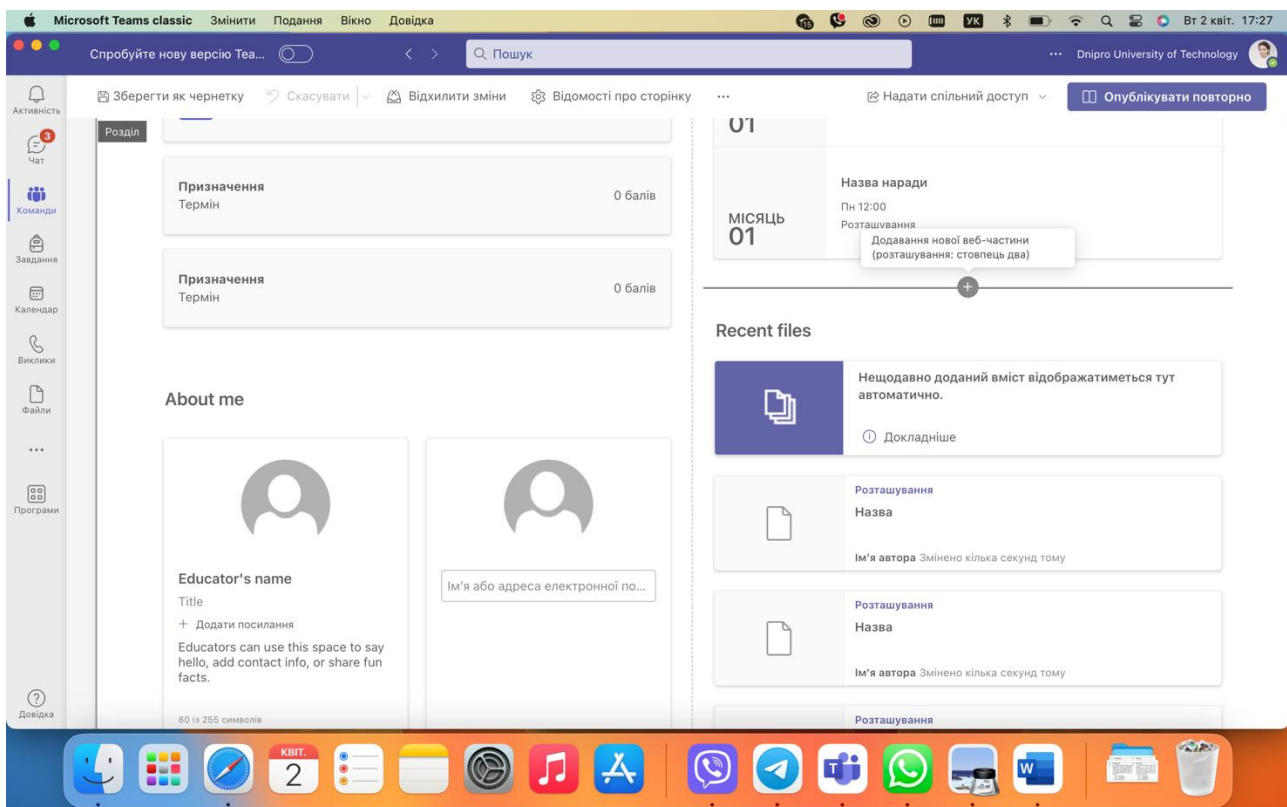 Microsoft Teams classic Змінити Подання Вікно Довідка
15 УК Вт 2 квіт. 17:27
Спробуйте нову версію Tea... Пошук ... Dnipro University of Technology
Зберегти як чернетку Скасувати Відхилити зміни Відомості про сторінку ... Надати спільний доступ Опублікувати повторно
Активність
3
Чат
Команди
Завдання
Календар
Виклики
Файли
...
Програми
Довідка
Розділ
Призначення
Термін
0 балів
Призначення
Термін
0 балів
About me
Educator's name
Title
+ Додати посилання
Educators can use this space to say
hello, add contact info, or share fun
facts.
80 із 255 символів
Ім'я або адреса електронної по...
01
МІСЯЦЬ
01
Назва наради
Пн 12:00
Розташування
Додавання нової веб-частини
(розташування: стовпець два)
Recent files
Нещодавно доданий вміст відображатиметься тут
автоматично.
Докладніше
Розташування
Назва
Ім'я автора Змінено кілька секунд тому
Розташування
Назва
Ім'я автора Змінено кілька секунд тому
Розташування
КВІТ.
2
W